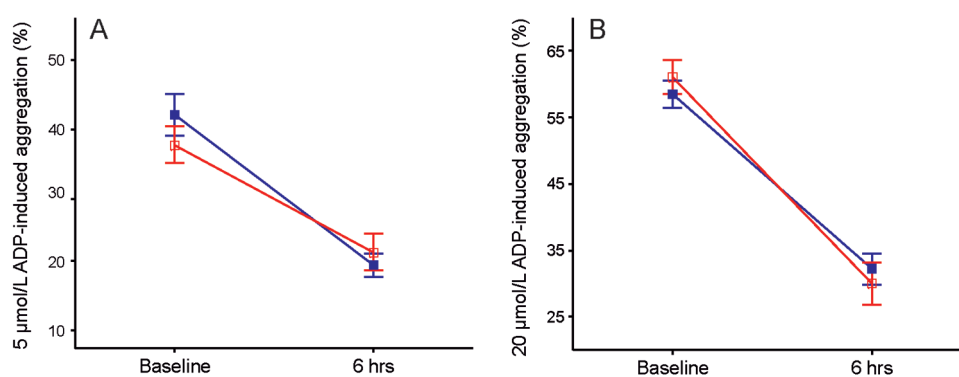 A
5 µmol/L ADP-induced aggregation (%)
50
40
30
20
10
Baseline
6 hrs
B
20 µmol/L ADP-induced aggregation (%)
65
55
45
35
25
Baseline
6 hrs